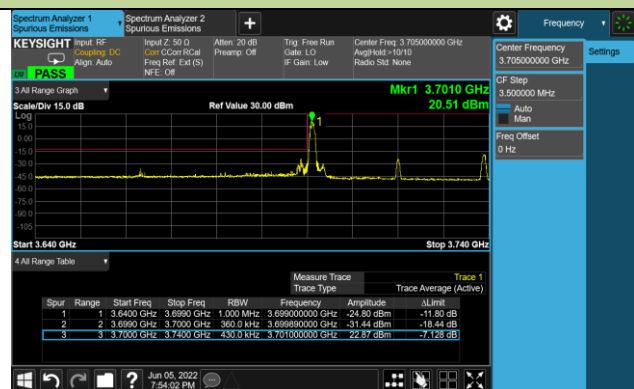 Spectrum Analyzer 1
Spurious Emissions
Spectrum Analyzer 2
Spurious Emissions
Frequency
KEYSIGHT
Input: RF
Coupling: DC
Align: Auto
Input Z: 50 Ω
Corr CCorr RCal
Freq Ref: Ext (S)
NFE: Off
Atten: 20 dB
Preamp: Off
Trig: Free Run
Gate: LO
IF Gain: Low
Center Freq: 3.705000000 GHz
Avg|Hold:>10/10
Radio Std: None
PASS
Center Frequency
3.705000000 GHz
Settings
CF Step
3.500000 MHz
Auto
Man
Freq Offset
0 Hz
3 All Range Graph
Mkr1 3.7010 GHz
Scale/Div 15.0 dB
Ref Value 30.00 dBm
20.51 dBm
Log
1
15.0
0.00
-15.0
-30.0
-45.0
-60.0
-75.0
-90.0
-105
Start 3.640 GHz
Stop 3.740 GHz
4 All Range Table
Measure Trace Trace 1
Trace Type Trace Average (Active)
Spur Range Start Freq Stop Freq RBW Frequency Amplitude ΔLimit
1 1 3.6400 GHz 3.6990 GHz 1.000 MHz 3.699000000 GHz -24.80 dBm -11.80 dB
2 2 3.6990 GHz 3.7000 GHz 360.0 kHz 3.699890000 GHz -31.44 dBm -18.44 dB
3 3 3.7000 GHz 3.7400 GHz 430.0 kHz 3.701000000 GHz 22.87 dBm -7.128 dB
Jun 05, 2022
7:54:02 PM